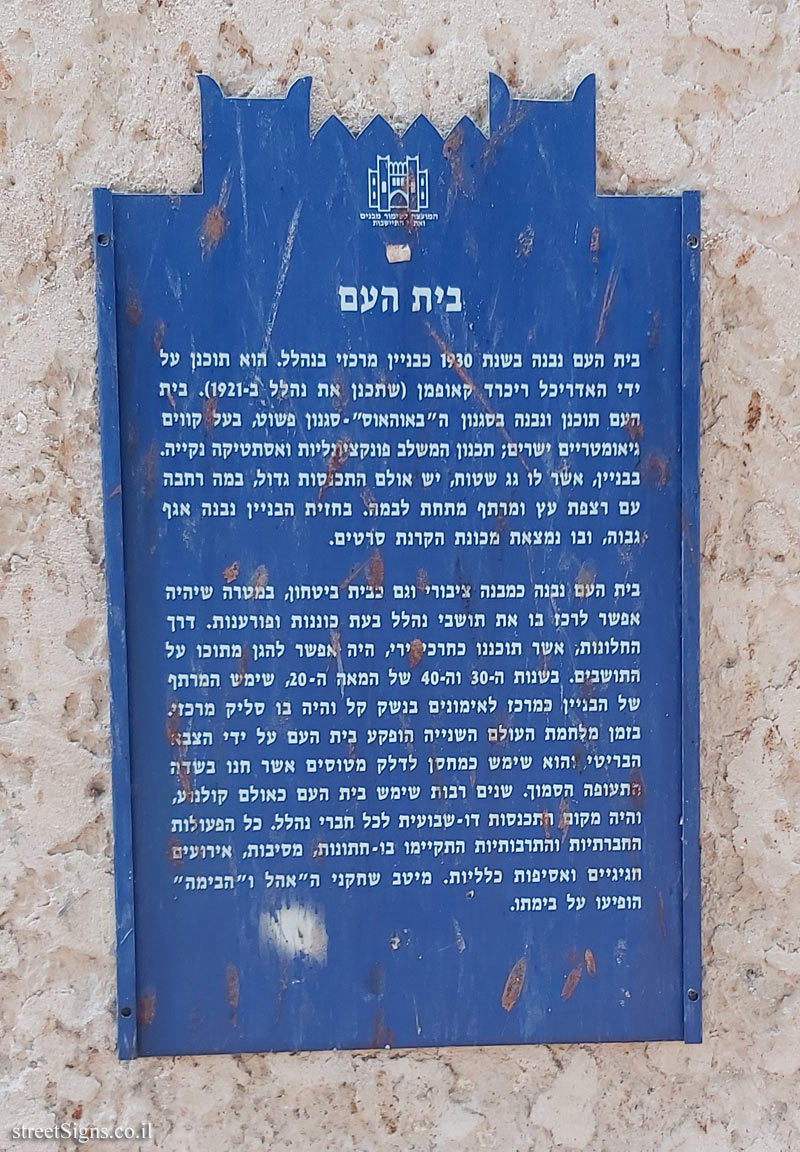 המועצה לשימור מבנים
ואתרי התיישבות
בית העם
בית העם נבנה בשנת 1930 כבניין מרכזי בנהלל. הוא תוכנן על
ידי האדריכל ריכרד קאופמן (שתכנן את נהלל ב-1921). בית
העם תוכנן ונבנה בסגנון ה"באוהאוס"-סגנון פשוט, בעל קווים
גיאומטריים ישרים; תכנון המשלב פונקציונליות ואסתטיקה נקייה.
בבניין, אשר לו גג שטוח, יש אולם התכנסות גדול, במה רחבה
עם רצפת עץ ומרתף מתחת לבמה. בחזית הבניין נבנה אגף
גבוה, ובו נמצאת מכונת הקרנת סרטים.
בית העם נבנה כמבנה ציבורי וגם כבית ביטחון, במטרה שיהיה
אפשר לרכז בו את תושבי נהלל בעת כוננות ופורענות. דרך
החלונות, אשר תוכננו כחרכי ירי, היה אפשר להגן מתוכו על
התושבים. בשנות ה-30 וה-40 של המאה ה-20, שימש המרתף
של הבניין כמרכז לאימונים בנשק קל והיה בו סליק מרכזי.
בזמן מלחמת העולם השנייה הופקע בית העם על ידי הצבא
הבריטי והוא שימש כמחסן לדלק מטוסים אשר חנו בשדה
התעופה הסמוך. שנים רבות שימש בית העם כאולם קולנוע,
והיה מקום התכנסות דו-שבועית לכל חברי נהלל. כל הפעולות
החברתיות והתרבותיות התקיימו בו-חתונות, מסיבות, אירועים
חגיגיים ואסיפות כלליות. מיטב שחקני ה"אהל ו"הבימה"
הופיעו על בימתו.
streetSigns.co.il